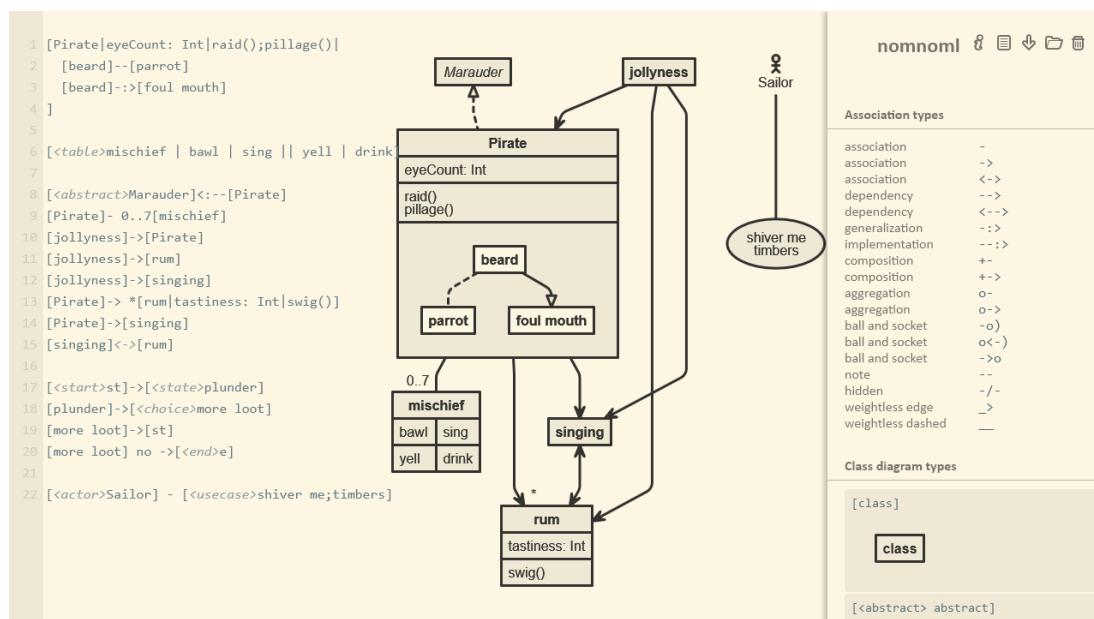 1 [Pirate|eyeCount: Int|raid();pillage()|
2 [beard]--[parrot]
3 [beard]-:>[foul mouth]
4 ]
5
6 [<table>mischief | bawl | sing || yell | drink]
7
8 [<abstract>Marauder]<:--[Pirate]
9 [Pirate]- 0..7[mischief]
10 [jollyness]->[Pirate]
11 [jollyness]->[rum]
12 [jollyness]->[singing]
13 [Pirate]-> *[rum|tastiness: Int|swig()]
14 [Pirate]->[singing]
15 [singing]<->[rum]
16
17 [<start>st]->[<state>plunder]
18 [plunder]->[<choice>more loot]
19 [more loot]->[st]
20 [more loot] no ->[<end>e]
21
22 [<actor>Sailor] - [<usecase>shiver me;timbers]
Marauder
jollyness
Sailor
Pirate
eyeCount: Int
raid()
pillage()
beard
parrot
foul mouth
shiver me
timbers
0..7
mischief
bawl sing
yell drink
singing
*
rum
tastiness: Int
swig()
nomnoml
Association types
association -
association ->
association <->
dependency -->
dependency <-->
generalization -:>
implementation --:>
composition +-
composition +->
aggregation o-
aggregation o->
ball and socket -o)
ball and socket o<-)
ball and socket ->o
note --
hidden -/-
weightless edge _>
weightless dashed __
Class diagram types
[class]
class
[<abstract> abstract]